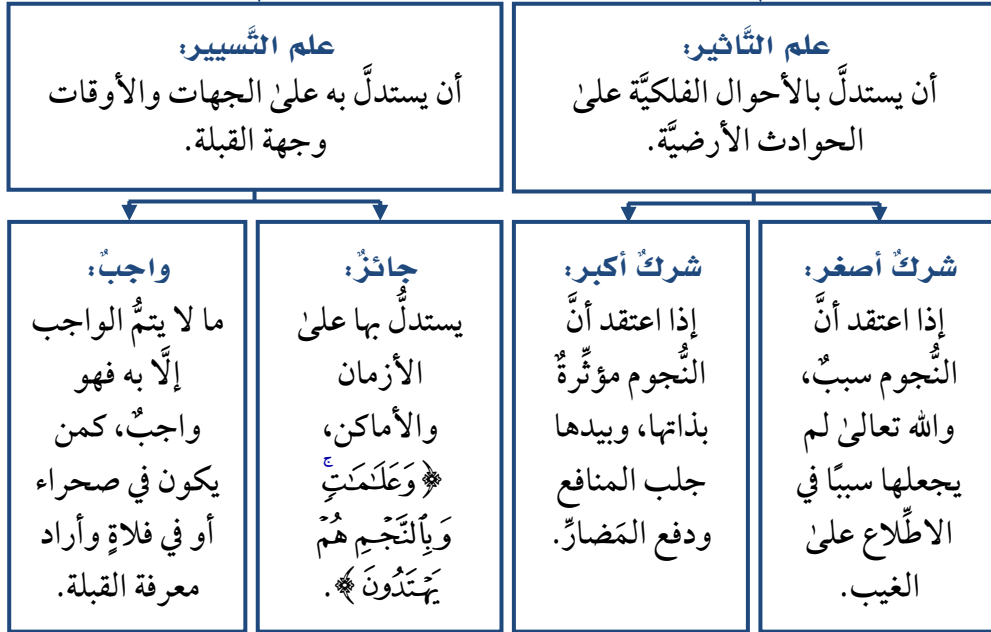 علم التَّاثير:
أن يستدلَّ بالأحوال الفلكيَّة علىٰ
الحوادث الأرضيَّة.
علم التَّسيير:
أن يستدلَّ به علىٰ الجهات والأوقات
وجهة القبلة.
شركٌ أصغر:
إذا اعتقد أنَّ
النُّجوم سببٌ،
والله تعالىٰ لم
يجعلها سببًا في
الاطِّلاع علىٰ
الغيب.
شركٌ أكبر:
إذا اعتقد أنَّ
النُّجوم مؤثِّرةٌ
بذاتها، وبيدها
جلب المنافع
ودفع المَضارِّ.
جائزٌ:
يستدلُّ بها علىٰ
الأزمان
والأماكن،
﴿وَعَلَٰمَٰتٖۚ
وَبِٱلنَّجۡمِ هُمۡ
يَهۡتَدُونَ﴾.
واجبٌ:
ما لا يتمُّ الواجب
إلَّا به فهو
واجبٌ، كمن
يكون في صحراء
أو في فلاةٍ وأراد
معرفة القبلة.